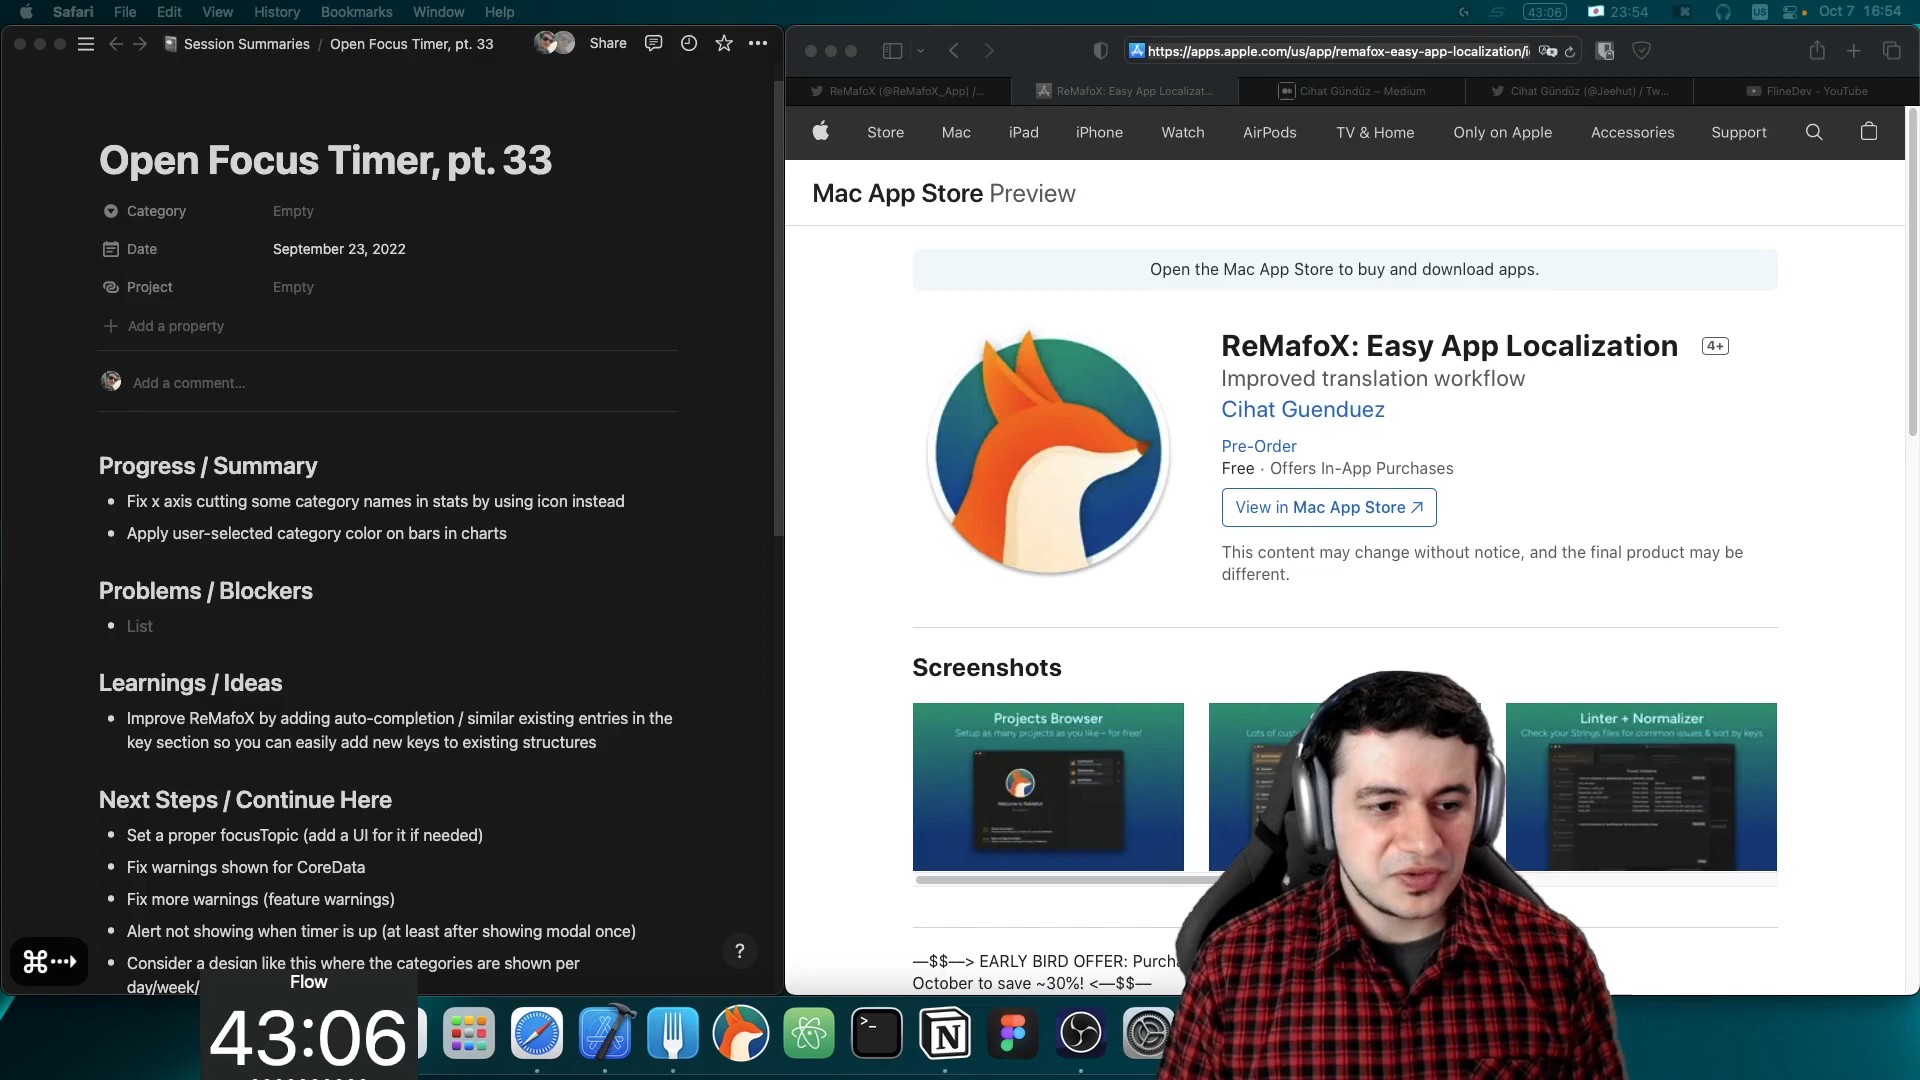 Safari File Edit View History Bookmarks Window Help
43:06 23:54 US Oct 7 16:54
Session Summaries / Open Focus Timer, pt. 33
Share
Open Focus Timer, pt. 33
Category Empty
Date September 23, 2022
Project Empty
Add a property
Add a comment...
Progress / Summary
• Fix x axis cutting some category names in stats by using icon instead
• Apply user-selected category color on bars in charts
Problems / Blockers
• List
Learnings / Ideas
• Improve ReMafoX by adding auto-completion / similar existing entries in the
key section so you can easily add new keys to existing structures
Next Steps / Continue Here
• Set a proper focusTopic (add a UI for it if needed)
• Fix warnings shown for CoreData
• Fix more warnings (feature warnings)
• Alert not showing when timer is up (at least after showing modal once)
• Consider a design like this where the categories are shown per
day/week/
?
⌘
Flow
43:06
https://apps.apple.com/us/app/remafox-easy-app-localization/i
ReMafoX (@ReMafoX_App) /...
ReMafoX: Easy App Localizat...
Cihat Gündüz – Medium
Cihat Gündüz (@Jeehut) / Tw...
FlineDev - YouTube
Store Mac iPad iPhone Watch AirPods TV & Home Only on Apple Accessories Support
Mac App Store Preview
Open the Mac App Store to buy and download apps.
ReMafoX: Easy App Localization 4+
Improved translation workflow
Cihat Guenduez
Pre-Order
Free · Offers In-App Purchases
View in Mac App Store ↗
This content may change without notice, and the final product may be
different.
Screenshots
Projects Browser
Setup as many projects as you like – for free!
Lots of cust
Linter + Normalizer
Check your Strings files for common issues & sort by keys
—$$—> EARLY BIRD OFFER: Purch
October to save ~30%! <—$$—